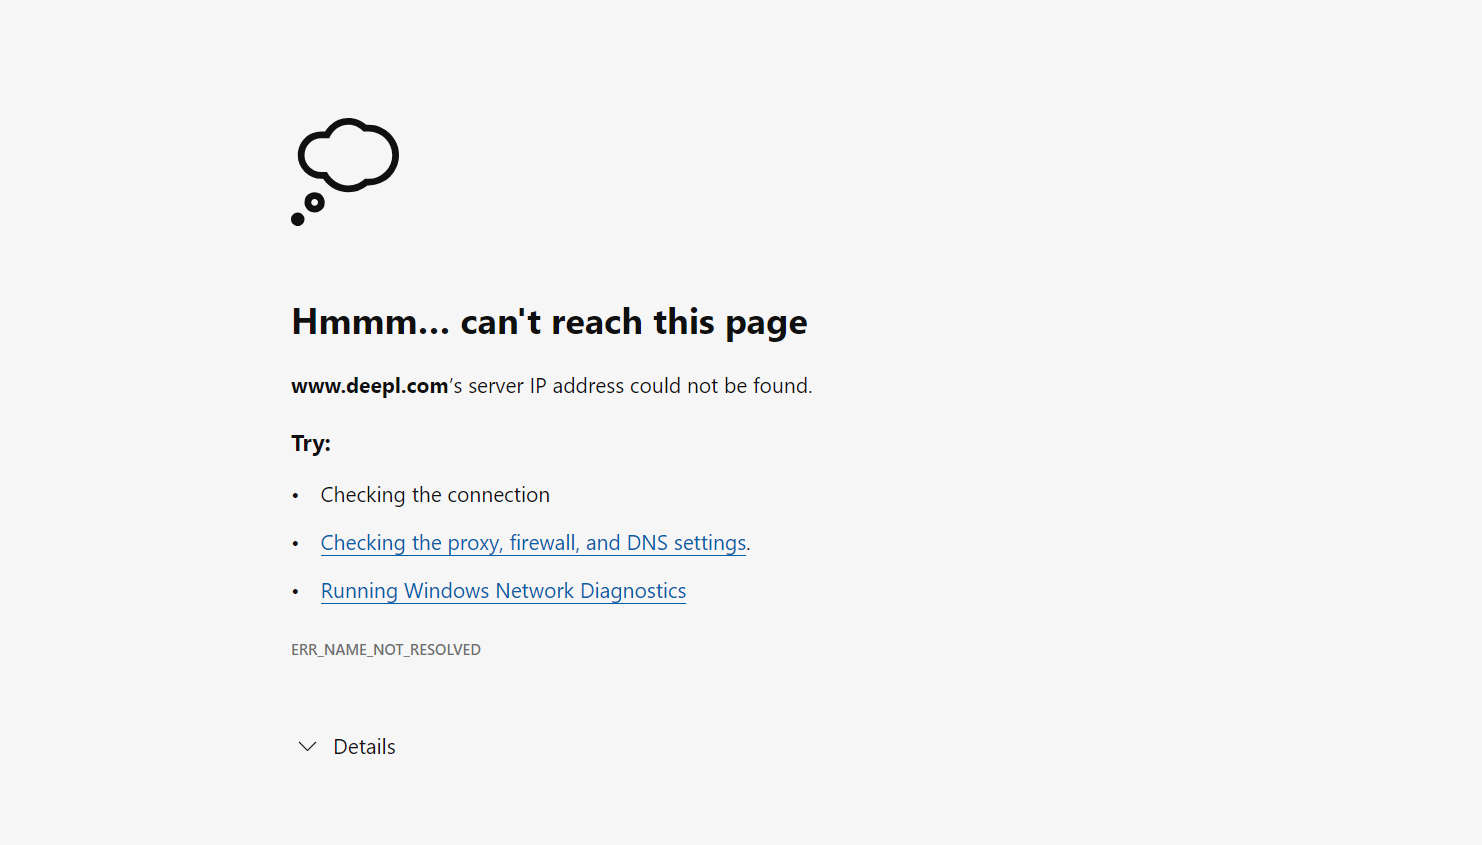 Hmmm… can't reach this page
www.deepl.com’s server IP address could not be found.
Try:
• Checking the connection
• Checking the proxy, firewall, and DNS settings.
• Running Windows Network Diagnostics
ERR_NAME_NOT_RESOLVED
Details